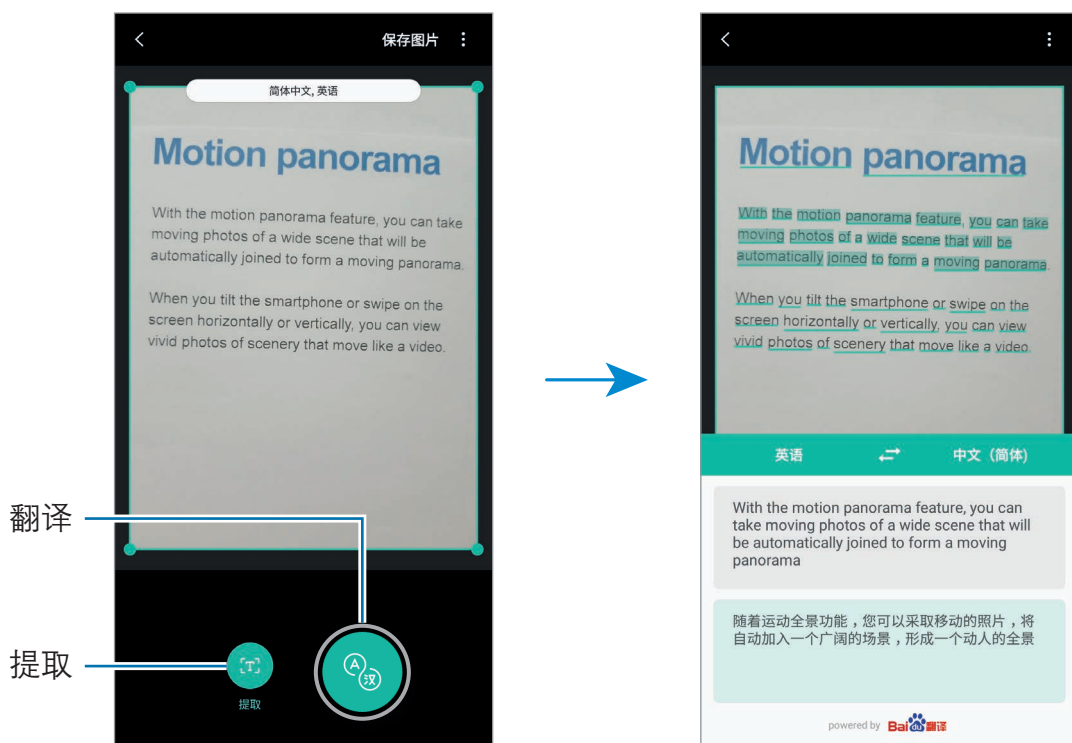 保存图片
简体中文, 英语
Motion panorama
With the motion panorama feature, you can take
moving photos of a wide scene that will be
automatically joined to form a moving panorama.
When you tilt the smartphone or swipe on the
screen horizontally or vertically, you can view
vivid photos of scenery that move like a video.
翻译
提取
[T]
A
汉
提取
Motion panorama
With the motion panorama feature, you can take
moving photos of a wide scene that will be
automatically joined to form a moving panorama.
When you tilt the smartphone or swipe on the
screen horizontally or vertically, you can view
vivid photos of scenery that move like a video.
英语
中文（简体)
With the motion panorama feature, you can
take moving photos of a wide scene that will
be automatically joined to form a moving
panorama
随着运动全景功能，您可以采取移动的照片，将
自动加入一个广阔的场景，形成一个动人的全景
powered by Bai du 翻译